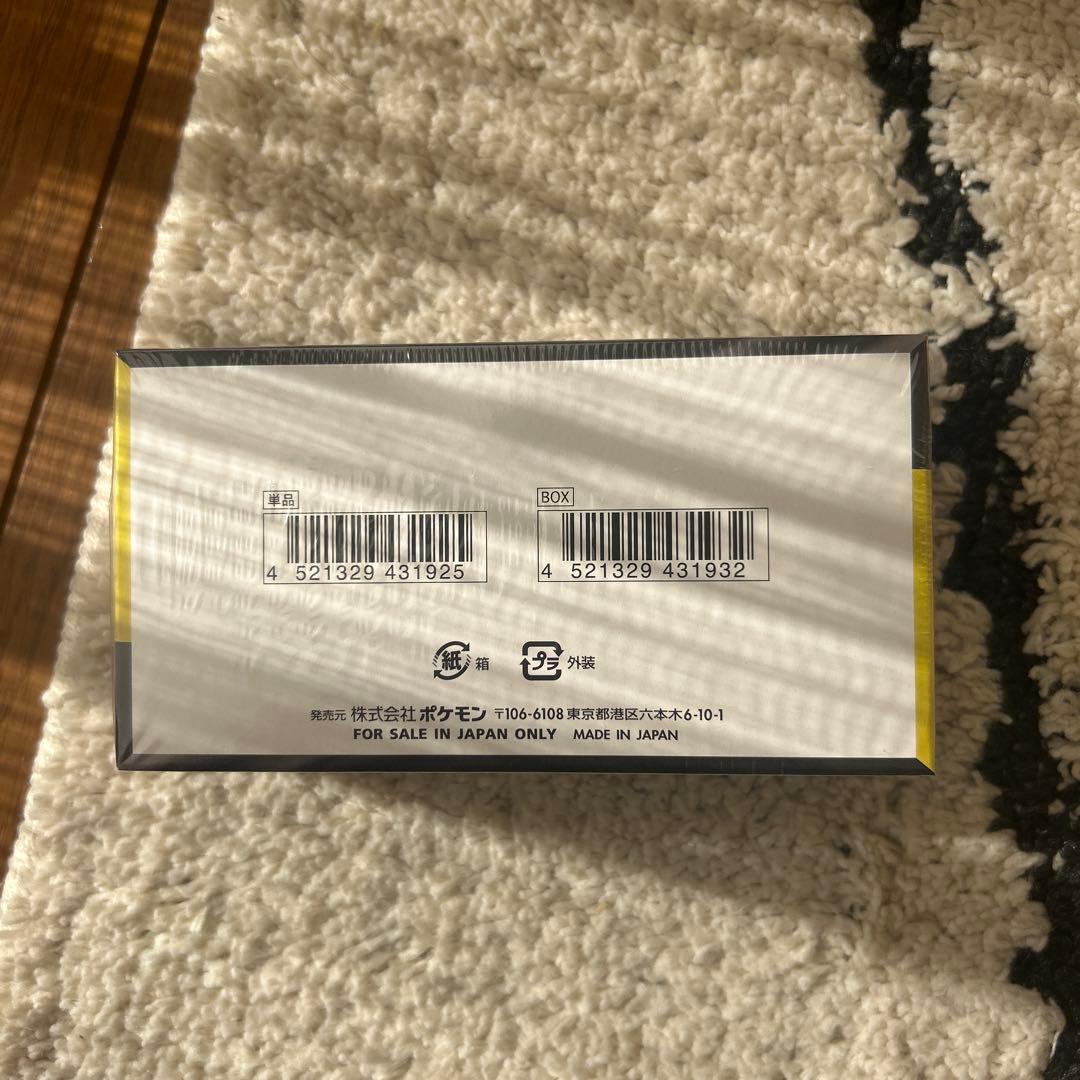 単品
4 521329 431925
BOX
4 521329 431932
紙 箱
プラ 外装
発売元 株式会社ポケモン 〒106-6108 東京都港区六本木6-10-1
FOR SALE IN JAPAN ONLY MADE IN JAPAN